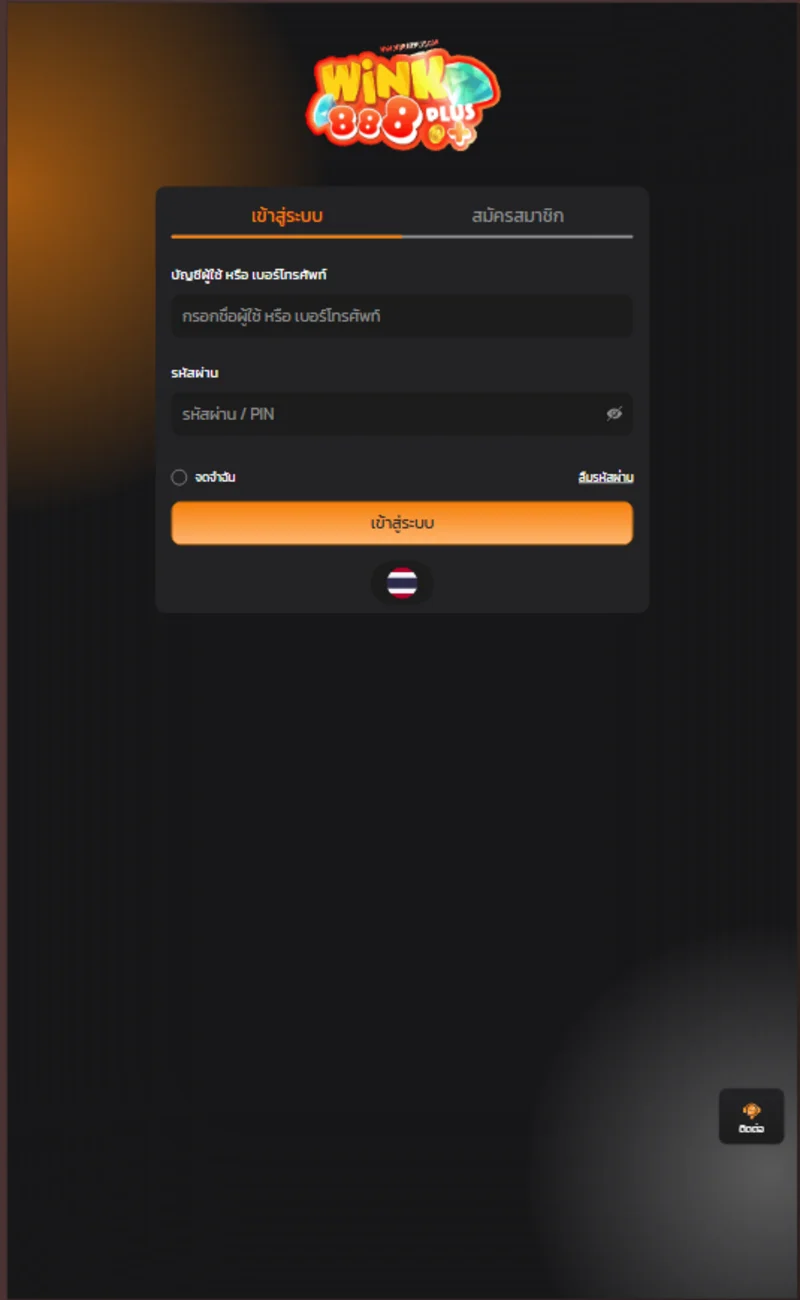 WiNK
888 PLUS
เข้าสู่ระบบ
สมัครสมาชิก
บัญชีผู้ใช้ หรือ เบอร์โทรศัพท์
กรอกชื่อผู้ใช้ หรือ เบอร์โทรศัพท์
รหัสผ่าน
รหัสผ่าน / PIN
จดจำฉัน
ลืมรหัสผ่าน
เข้าสู่ระบบ
ติดต่อ